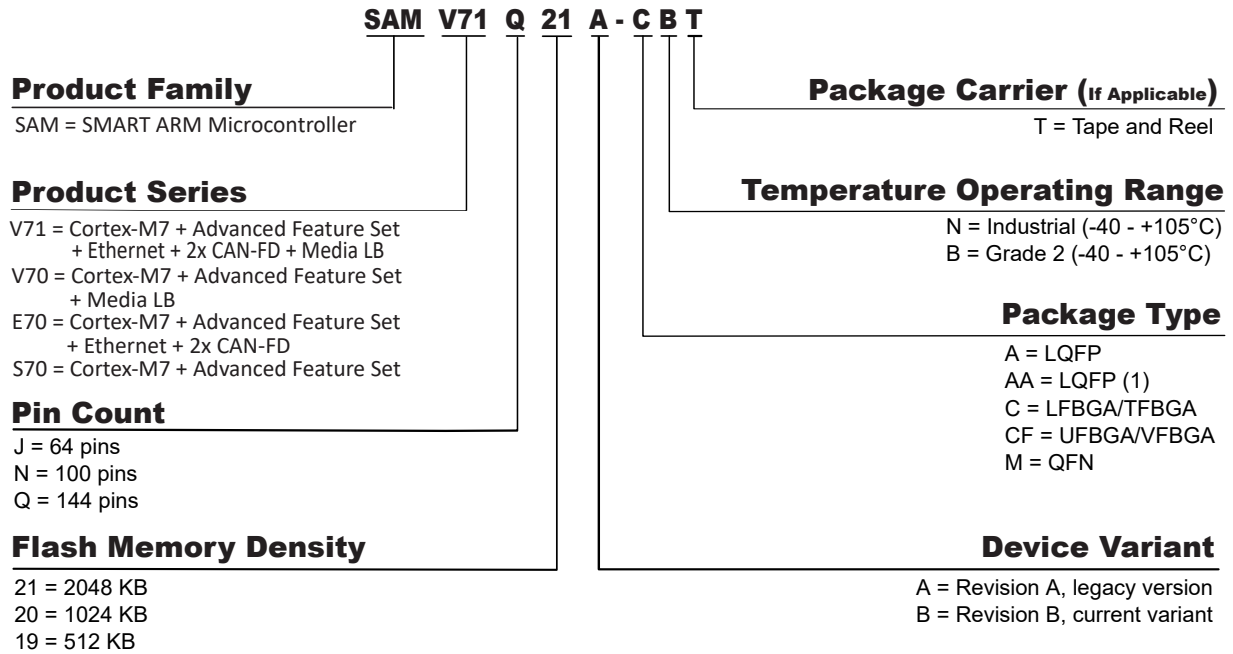 SAM V71 Q 21 A - C B T
Product Family
SAM = SMART ARM Microcontroller
Product Series
V71 = Cortex-M7 + Advanced Feature Set
+ Ethernet + 2x CAN-FD + Media LB
V70 = Cortex-M7 + Advanced Feature Set
+ Media LB
E70 = Cortex-M7 + Advanced Feature Set
+ Ethernet + 2x CAN-FD
S70 = Cortex-M7 + Advanced Feature Set
Pin Count
J = 64 pins
N = 100 pins
Q = 144 pins
Flash Memory Density
21 = 2048 KB
20 = 1024 KB
19 = 512 KB
Package Carrier (If Applicable)
T = Tape and Reel
Temperature Operating Range
N = Industrial (-40 - +105°C)
B = Grade 2 (-40 - +105°C)
Package Type
A = LQFP
AA = LQFP (1)
C = LFBGA/TFBGA
CF = UFBGA/VFBGA
M = QFN
Device Variant
A = Revision A, legacy version
B = Revision B, current variant